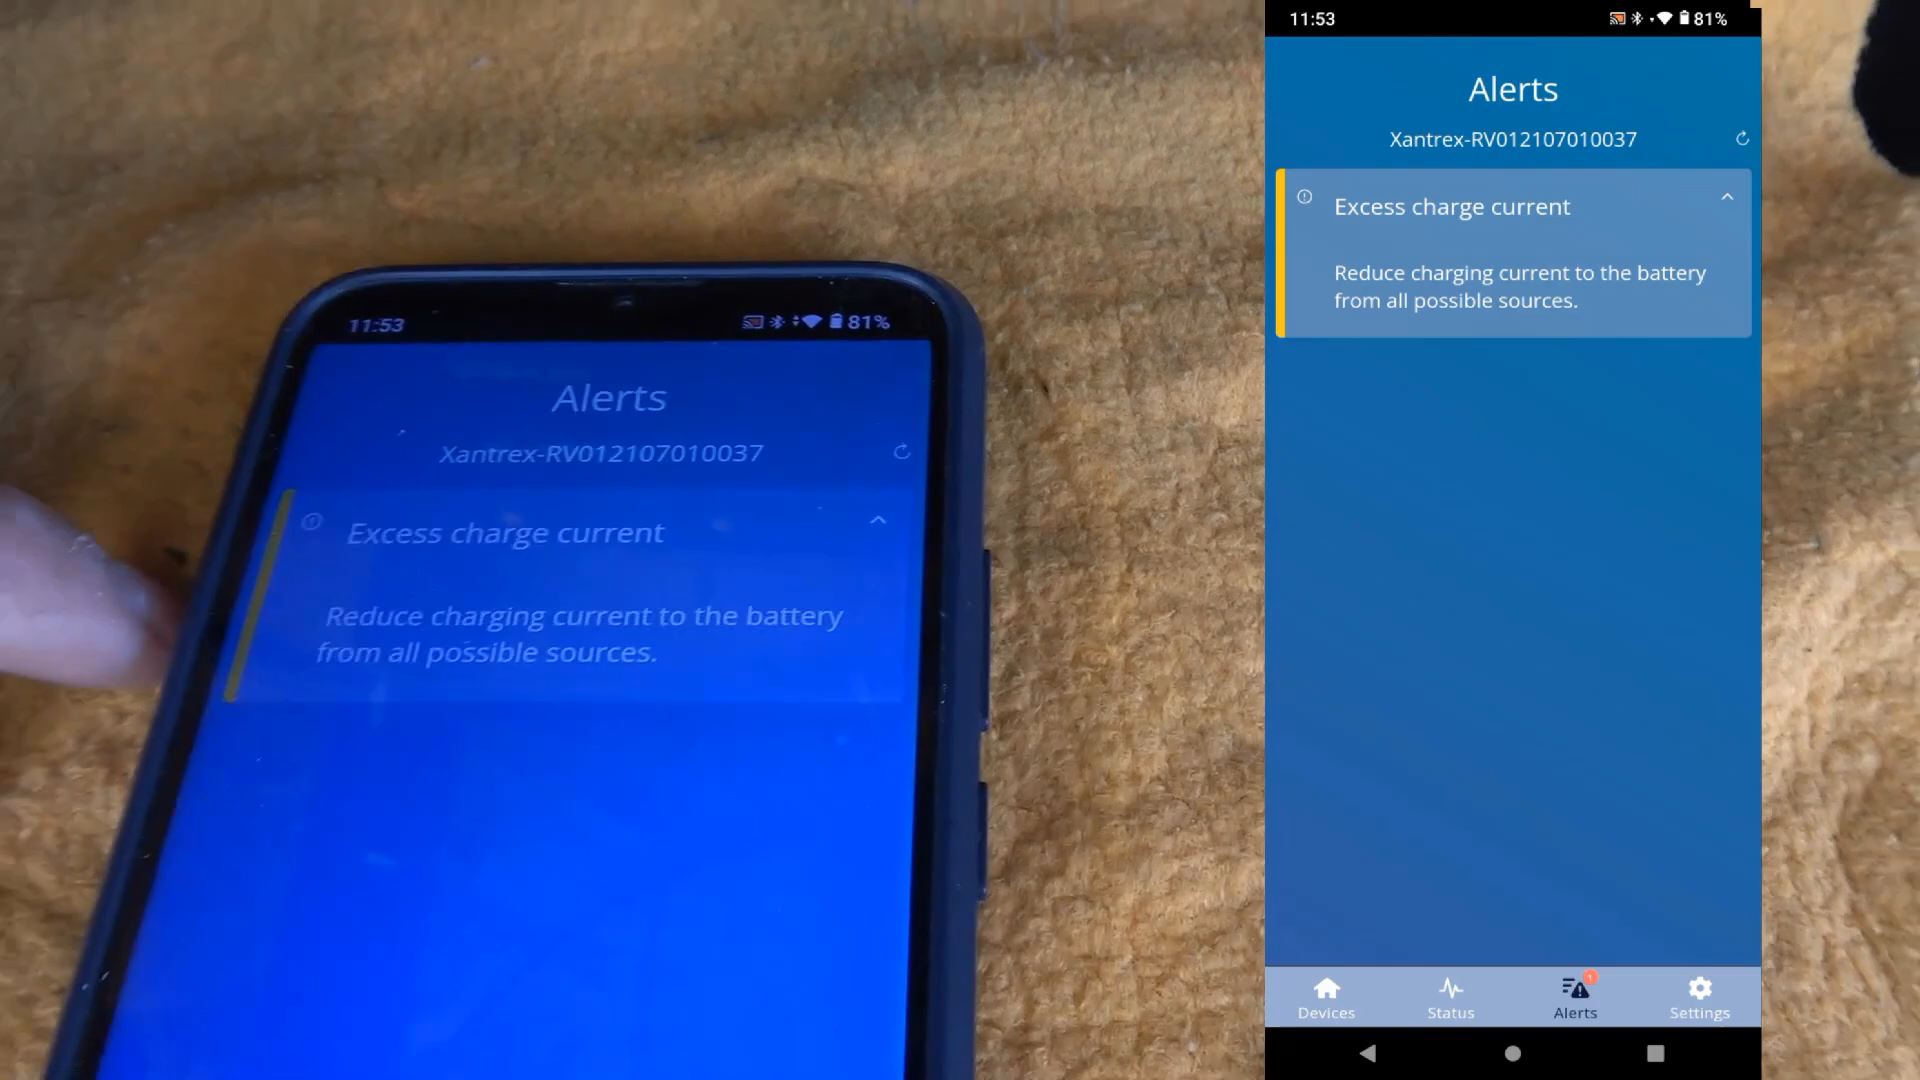 11:53
81%
Alerts
Xantrex-RV012107010037
Excess charge current
Reduce charging current to the battery
from all possible sources.
11:53
81%
Alerts
Xantrex-RV012107010037
Excess charge current
Reduce charging current to the battery
from all possible sources.
1
Devices
Status
Alerts
Settings